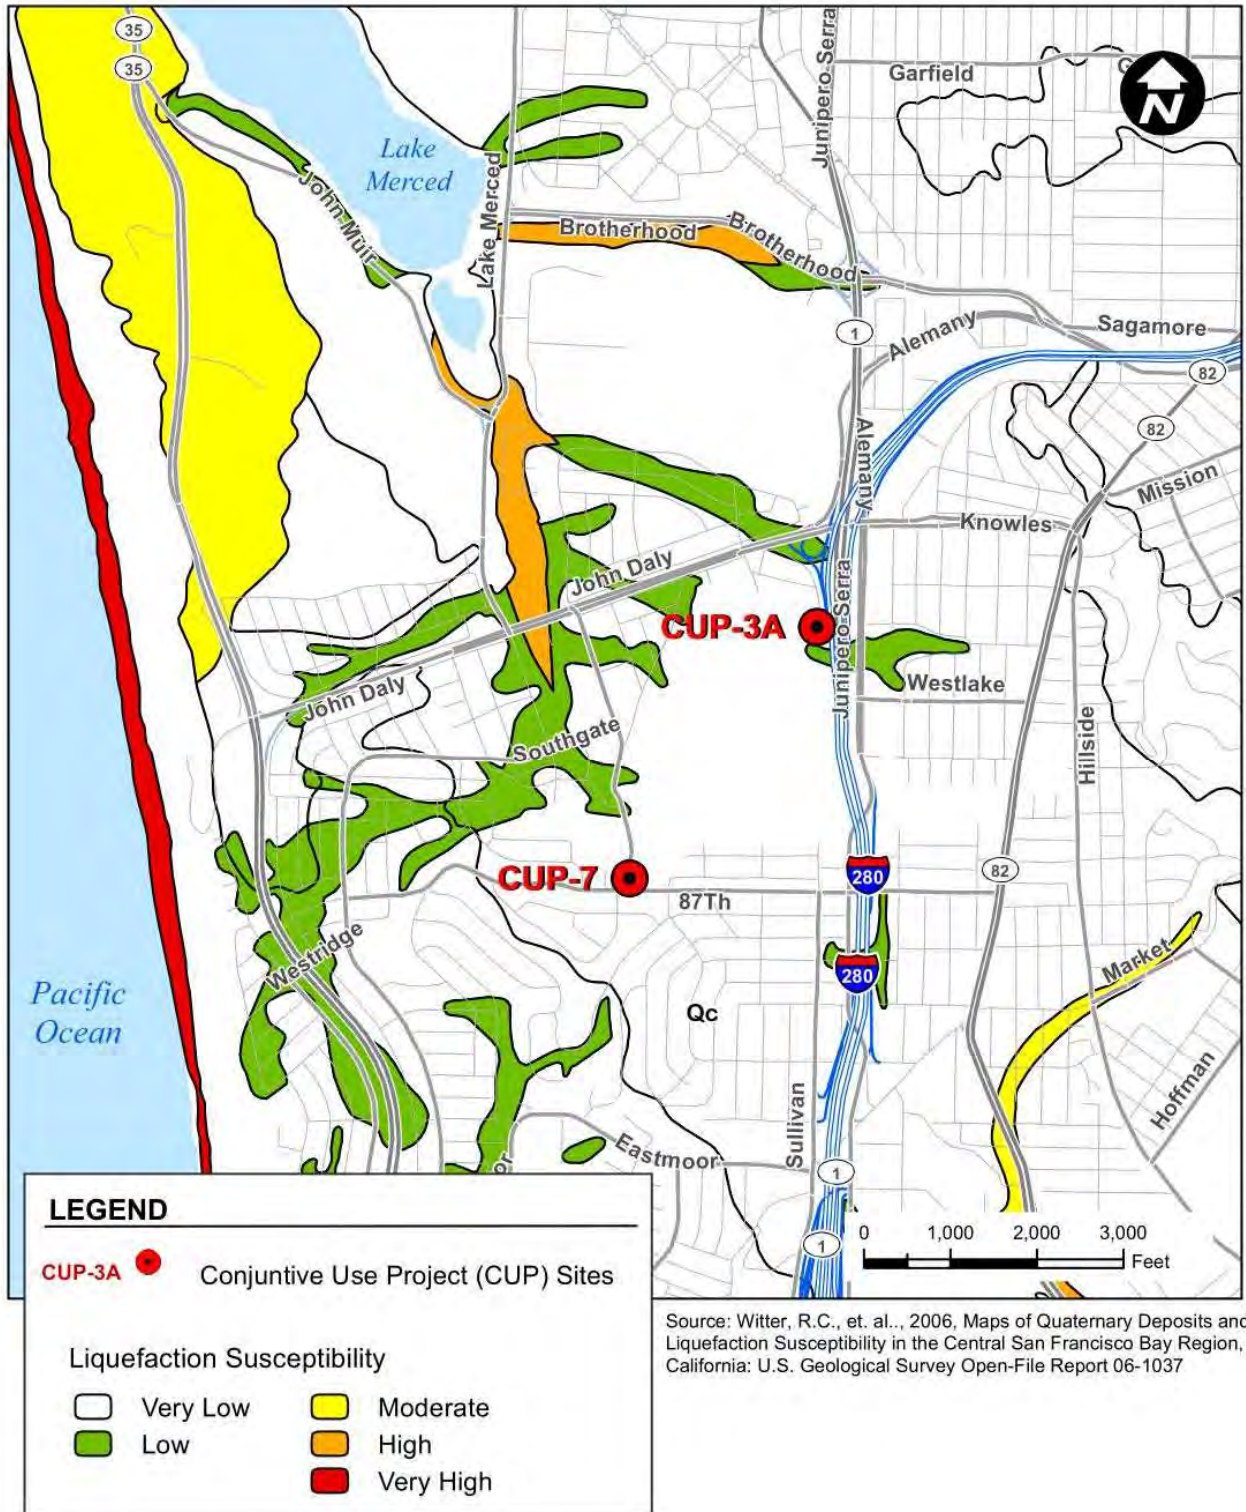 35
35
Garfield
G
N
Junipero Serra
Lake
Merced
Lake Merced
John Muir
Brotherhood
Brotherhood
1
Alemany
Sagamore
82
82
Alemany
Mission
Knowles
John Daly
CUP-3A
Junipero Serra
Westlake
John Daly
Southgate
Hillside
CUP-7
280
82
87Th
Westridge
280
Market
Pacific
Ocean
Qc
Hoffman
Sullivan
Eastmoor
or
1
1
0 1,000 2,000 3,000
Feet
LEGEND
CUP-3A Conjuntive Use Project (CUP) Sites
Liquefaction Susceptibility
Very Low
Low
Moderate
High
Very High
Source: Witter, R.C., et. al.., 2006, Maps of Quaternary Deposits and
Liquefaction Susceptibility in the Central San Francisco Bay Region,
California: U.S. Geological Survey Open-File Report 06-1037